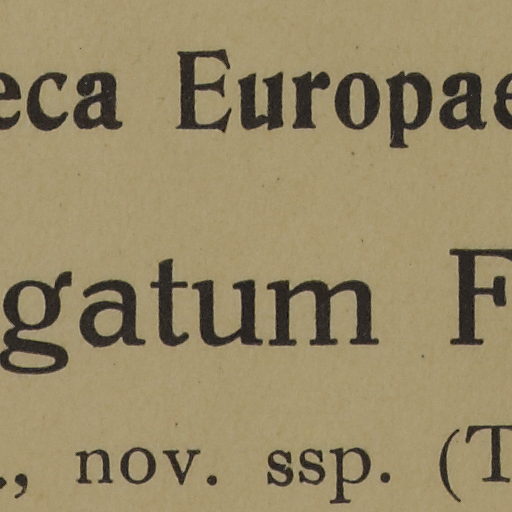 eca Europae
gatum F
., nov. ssp. (T